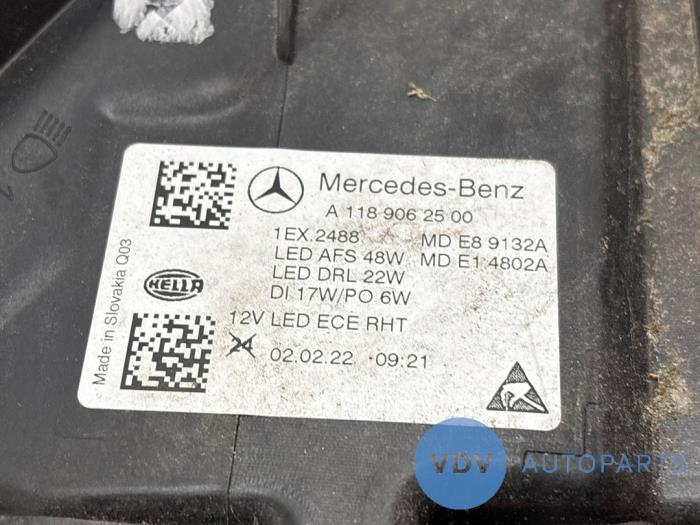 Mercedes-Benz
A 118 906 25 00
1EX.2488 MD E8 9132A
LED AFS 48W MD E1 4802A
LED DRL 22W
DI 17W/PO 6W
12V LED ECE RHT
24 02.02.22 09:21
Made in Slovakia Q03
HELLA
VDV AUTOPARTS